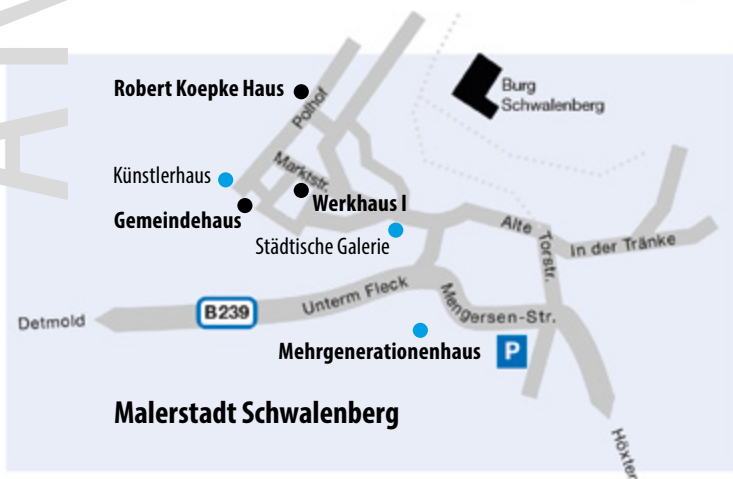 Robert Koepke Haus
Polhof
Burg
Schwalenberg
Künstlerhaus
Marktstr.
Werkhaus I
Gemeindehaus
Städtische Galerie
Alte
Torstr.
In der Tränke
Unterm Fleck
Mengersen-Str.
B239
Detmold
Mehrgenerationenhaus
P
Malerstadt Schwalenberg
Höxter